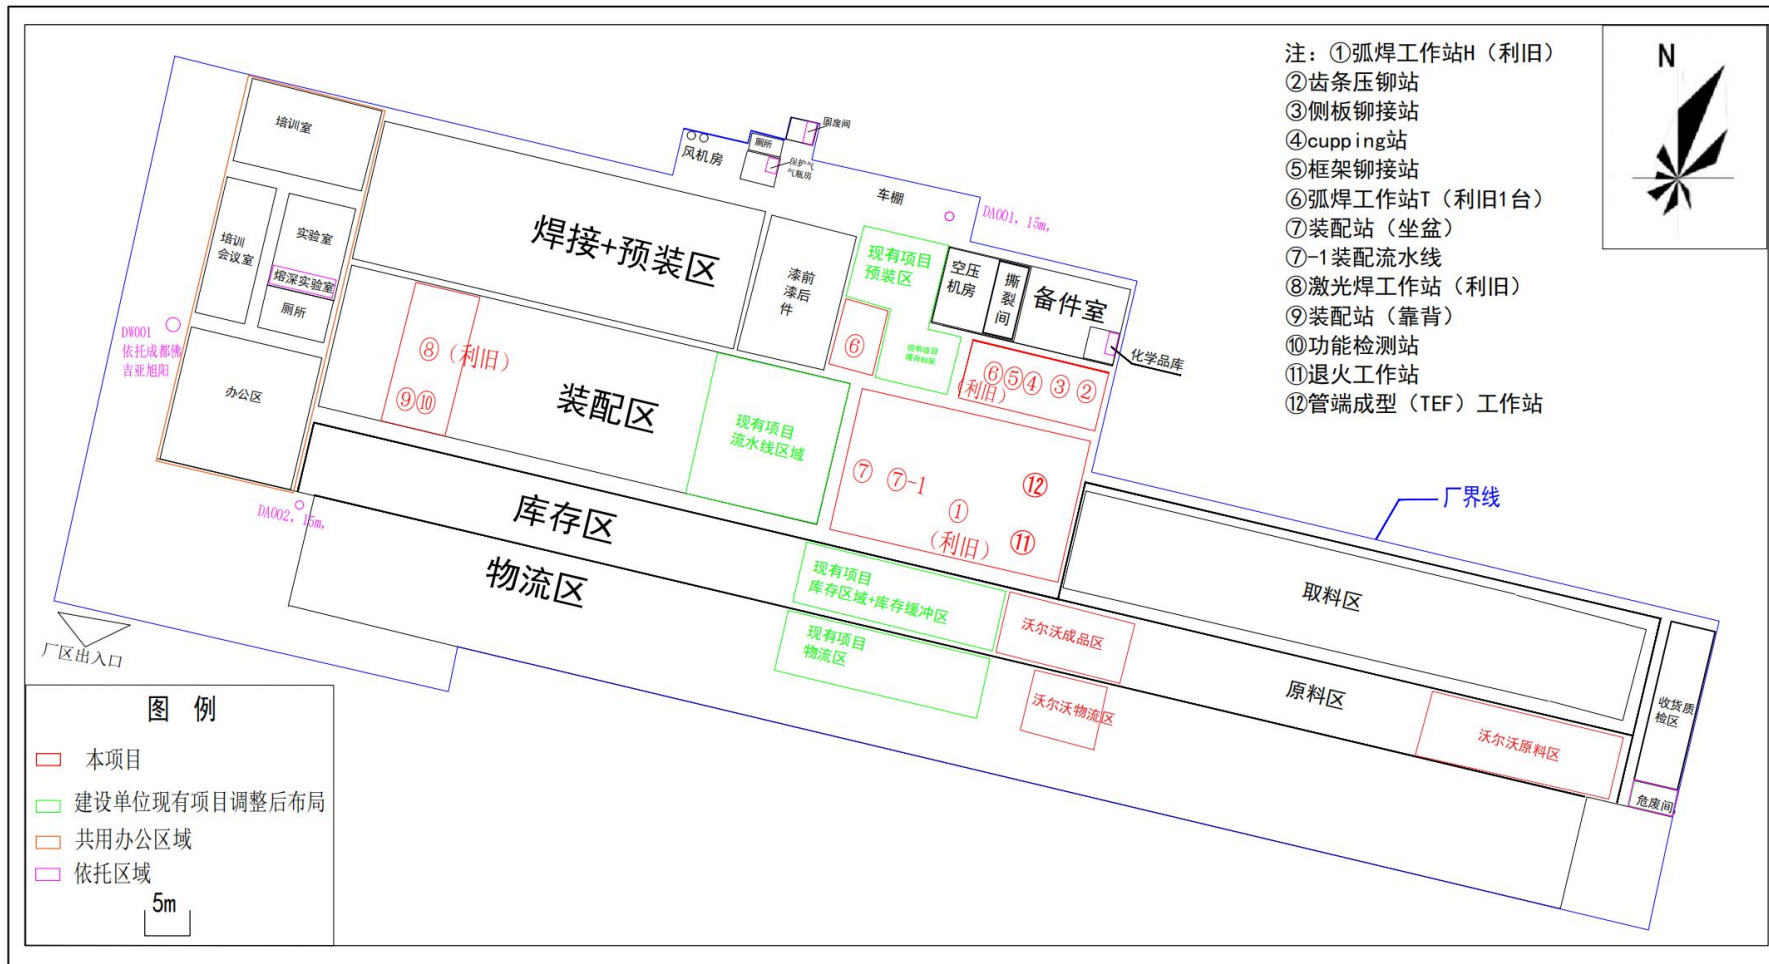 注：①弧焊工作站H（利旧）
②齿条压铆站
③侧板铆接站
④cupping站
⑤框架铆接站
⑥弧焊工作站T（利旧1台）
⑦装配站（坐盆）
⑦-1装配流水线
⑧激光焊工作站（利旧）
⑨装配站（靠背）
⑩功能检测站
⑪退火工作站
⑫管端成型（TEF）工作站
N
培训室
培训
会议室
实验室
熔深实验室
厕所
办公区
DW001
依托成都佛
吉亚旭阳
DA002, 15m,
风机房
厕所
固废间
保护气
气瓶房
车棚
DA001, 15m,
焊接+预装区
漆前
漆后
件
现有项目
预装区
空压
机房
撕
裂
间
备件室
化学品库
⑥
现有项目
缓存料架
⑥⑤④ ③ ②
（利旧）
⑧（利旧）
⑨⑩
装配区
现有项目
流水线区域
⑦ ⑦-1
⑫
①
（利旧）
⑪
库存区
物流区
现有项目
库存区域+库存缓冲区
现有项目
物流区
沃尔沃成品区
沃尔沃物流区
厂界线
取料区
原料区
沃尔沃原料区
收货质
检区
危废间
厂区出入口
图 例
本项目
建设单位现有项目调整后布局
共用办公区域
依托区域
5m